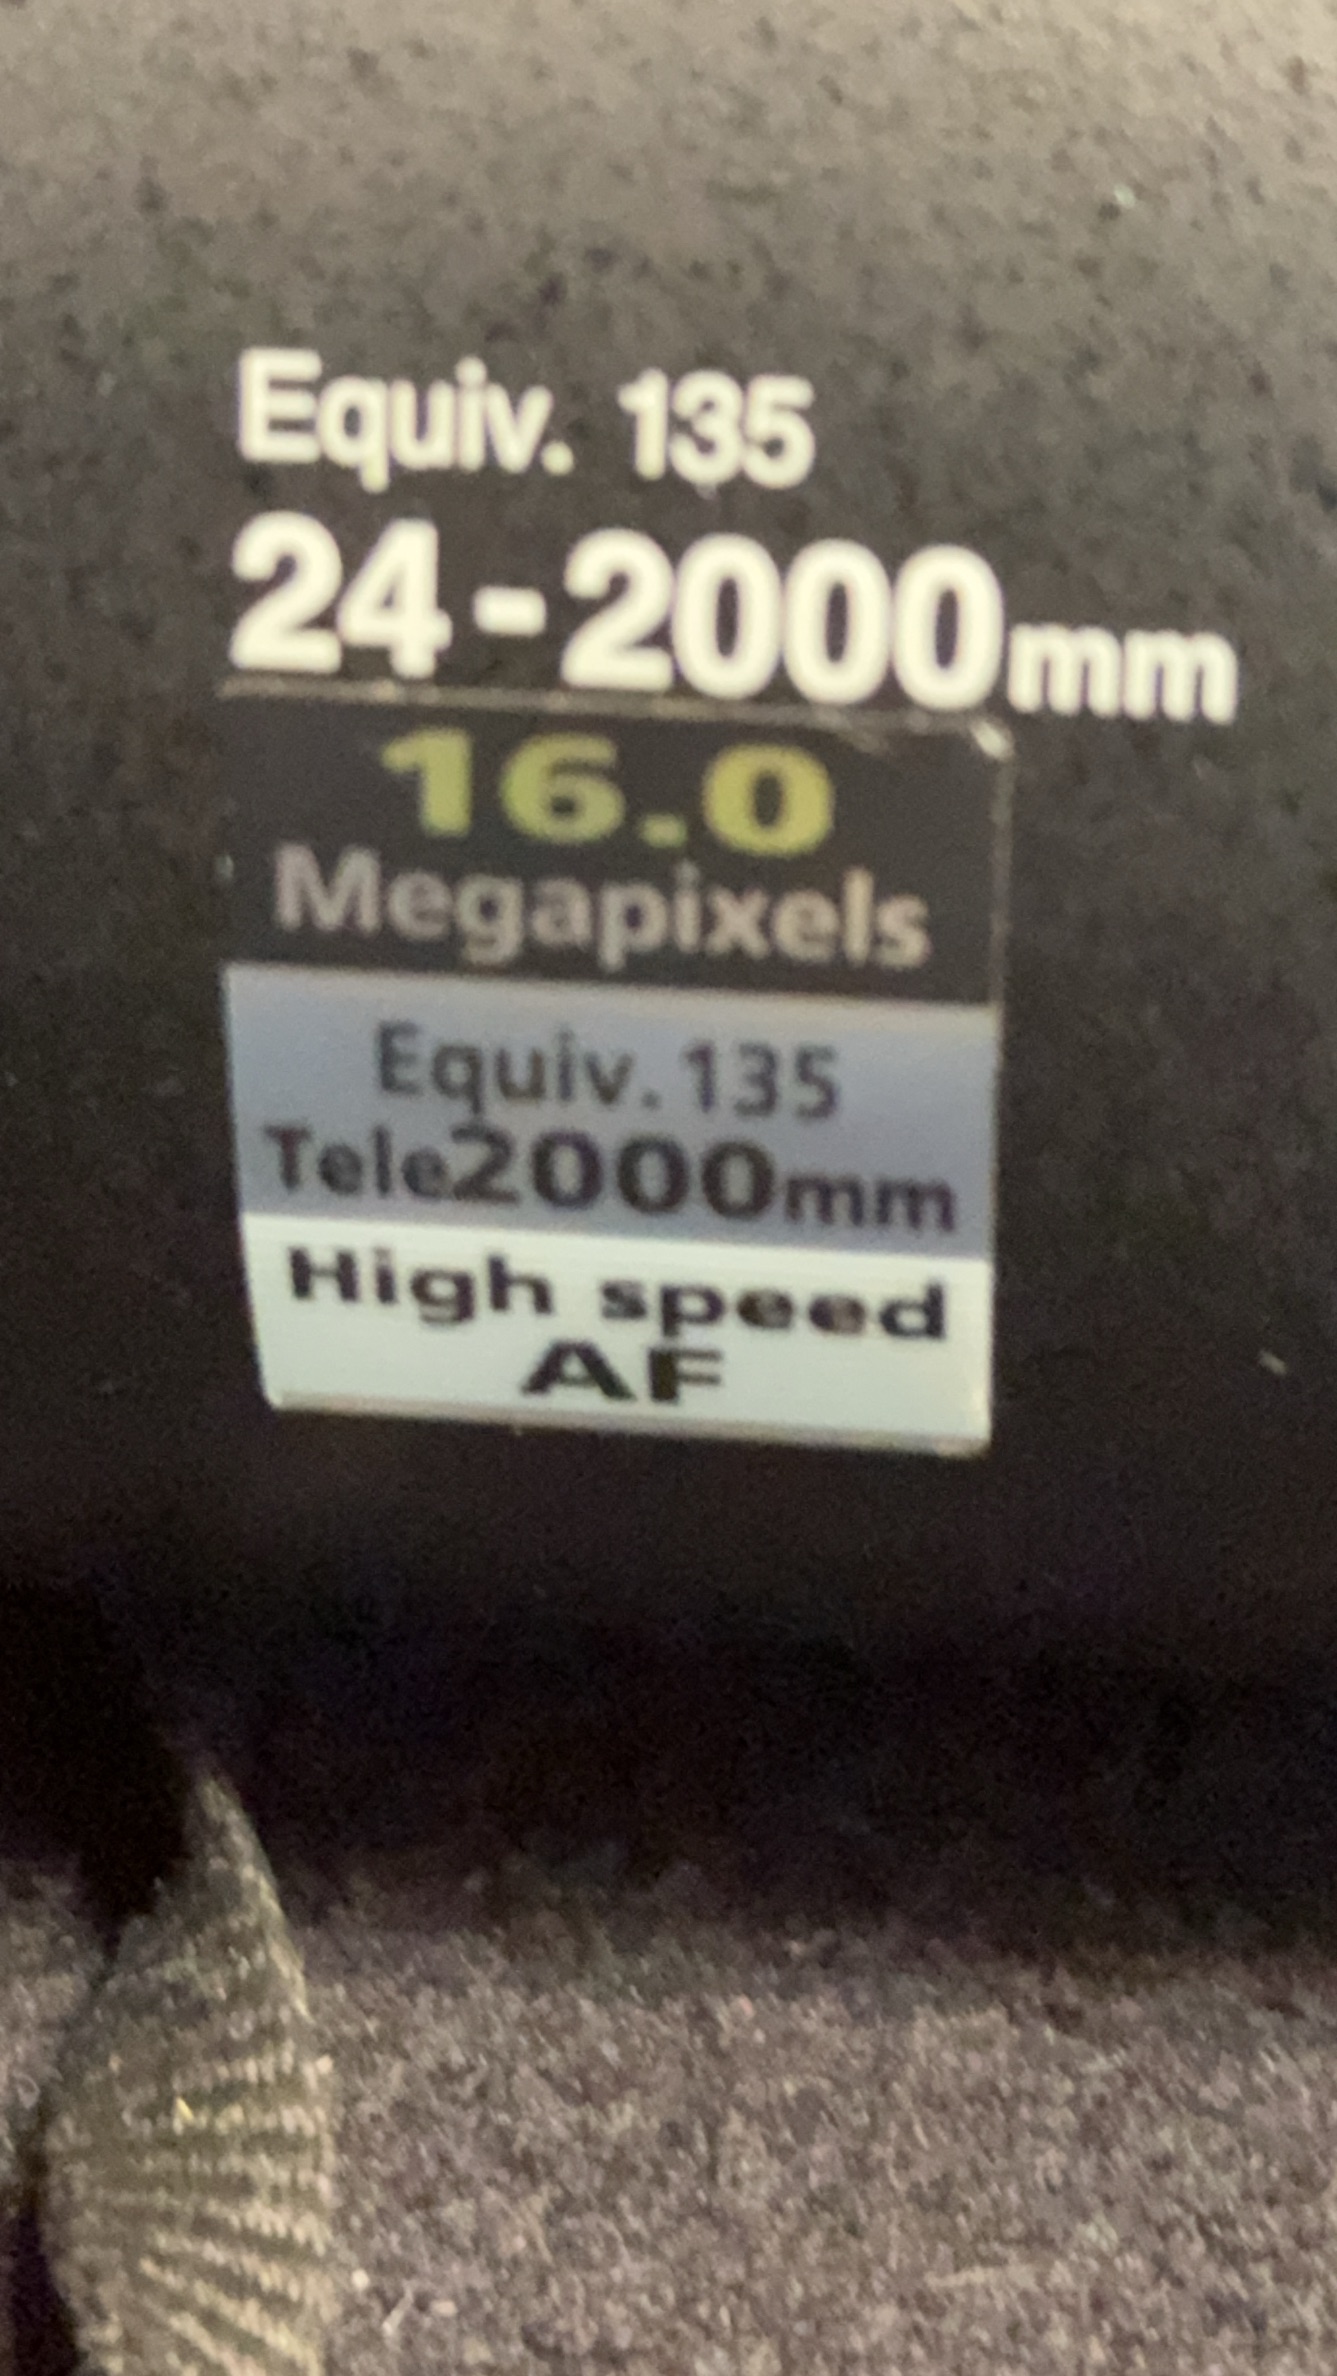 Equiv. 135
24-2000mm
16.0
Megapixels
Equiv. 135
Tele2000mm
High speed
AF